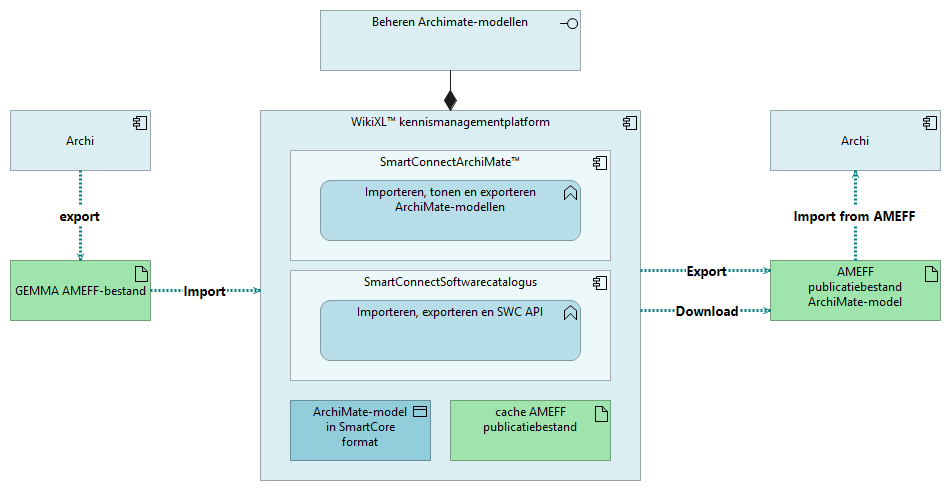 Beheren Archimate-modellen
WikiXL™ kennismanagementplatform
Archi
export
GEMMA AMEFF-bestand
Import
SmartConnectArchiMate™
Importeren, tonen en exporteren
ArchiMate-modellen
SmartConnectSoftwarecatalogus
Importeren, exporteren en SWC API
ArchiMate-model
in SmartCore
format
cache AMEFF
publicatiebestand
Archi
Import from AMEFF
Export
Download
AMEFF
publicatiebestand
ArchiMate-model